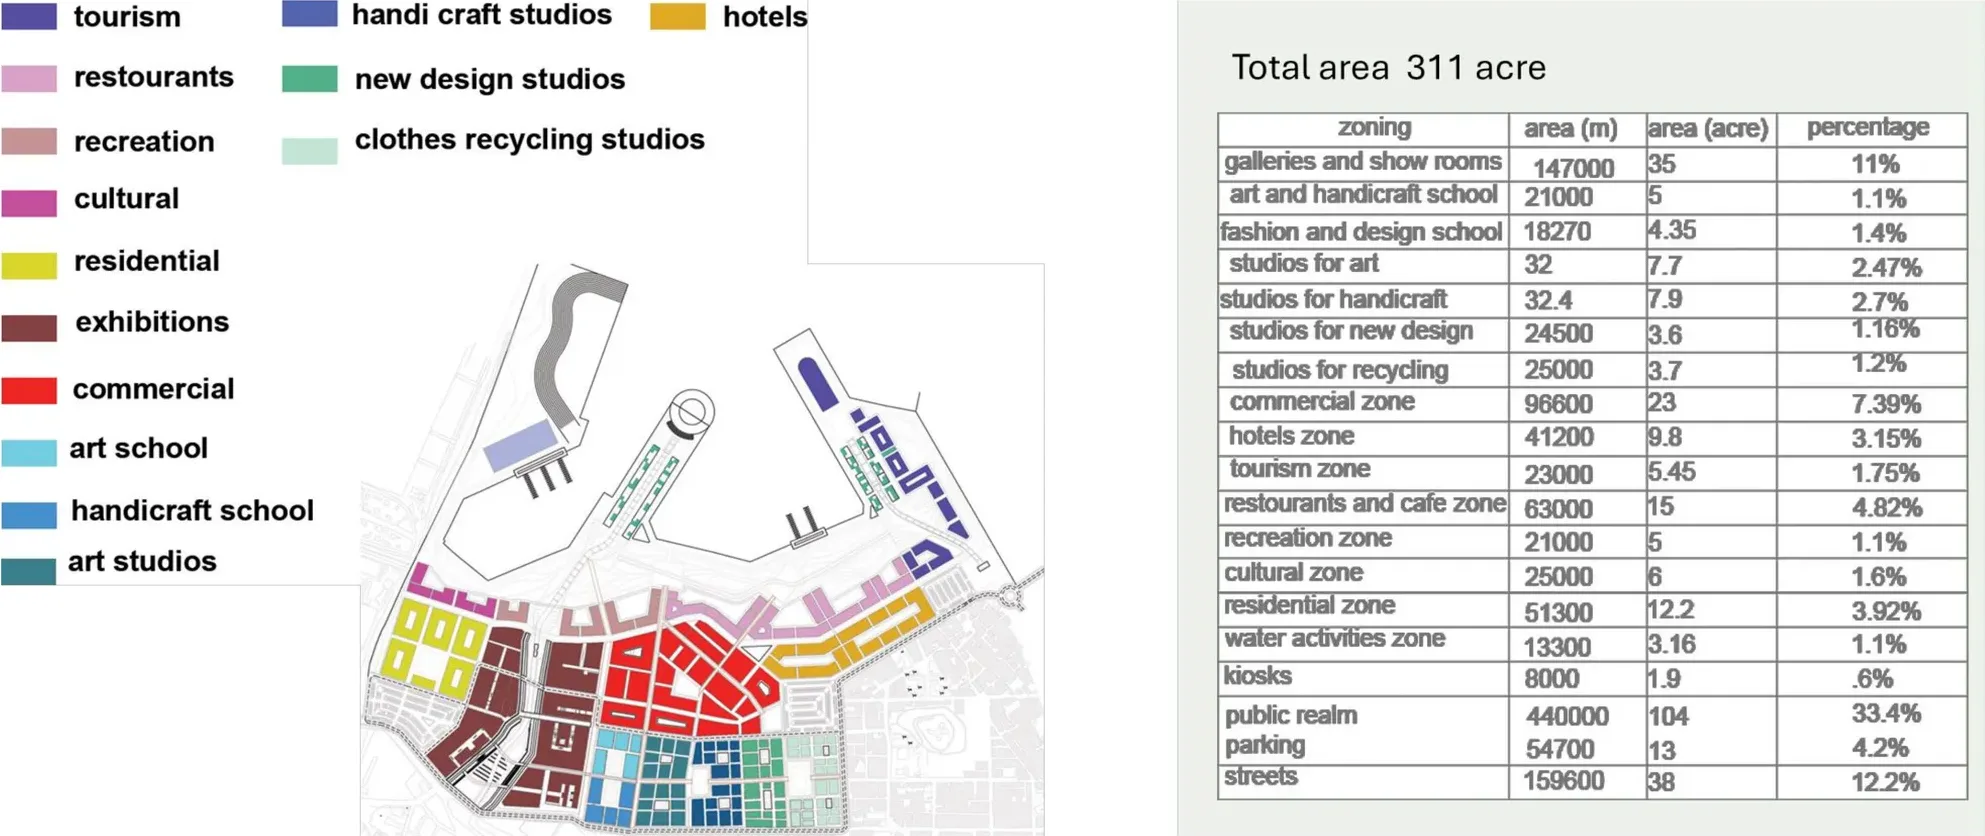 tourism
restourants
recreation
cultural
residential
exhibitions
commercial
art school
handicraft school
art studios
handi craft studios
new design studios
clothes recycling studios
hotels
Total area 311 acre
zoning area (m) area (acre) percentage
galleries and show rooms 147000 35 11%
art and handicraft school 21000 5 1.1%
fashion and design school 18270 4.35 1.4%
studios for art 32 7.7 2.47%
studios for handicraft 32.4 7.9 2.7%
studios for new design 24500 3.6 1.16%
studios for recycling 25000 3.7 1.2%
commercial zone 96600 23 7.39%
hotels zone 41200 9.8 3.15%
tourism zone 23000 5.45 1.75%
restourants and cafe zone 63000 15 4.82%
recreation zone 21000 5 1.1%
cultural zone 25000 6 1.6%
residential zone 51300 12.2 3.92%
water activities zone 13300 3.16 1.1%
kiosks 8000 1.9 .6%
public realm 440000 104 33.4%
parking 54700 13 4.2%
streets 159600 38 12.2%